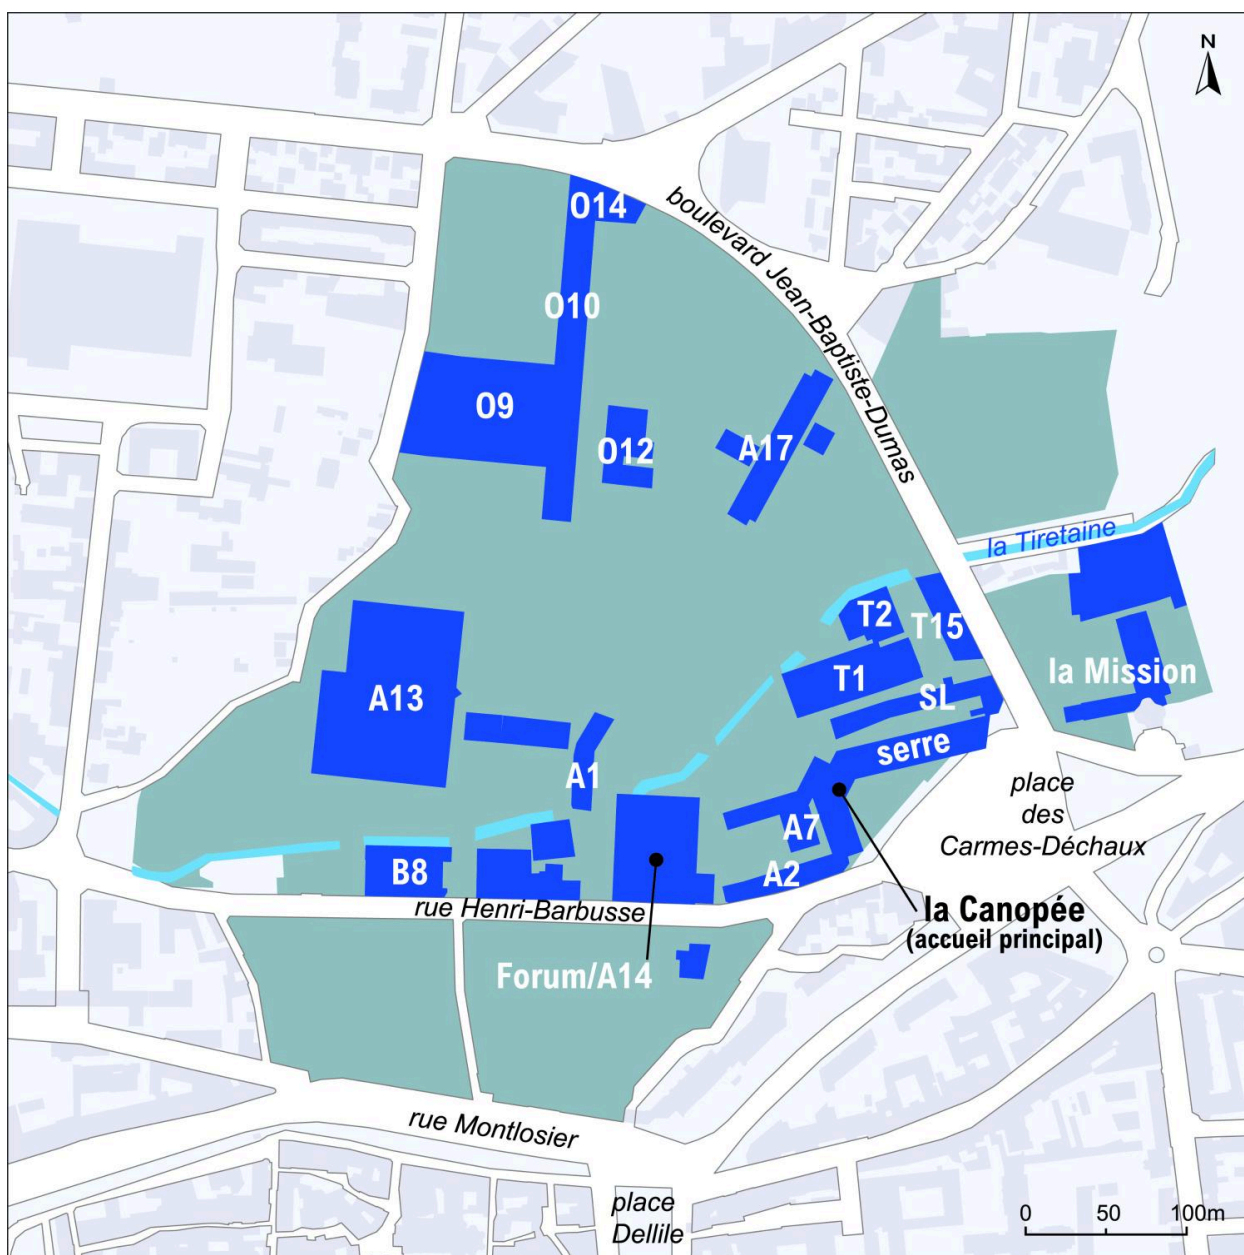 N
O14
boulevard Jean-Baptiste-Dumas
O10
O9
O12
A17
la Tiretaine
T2
T15
T1
la Mission
SL
A13
serre
A1
place
des
Carmes-Déchaux
A7
B8
A2
rue Henri-Barbusse
la Canopée
(accueil principal)
Forum/A14
rue Montlosier
place
Dellile
0 50 100m